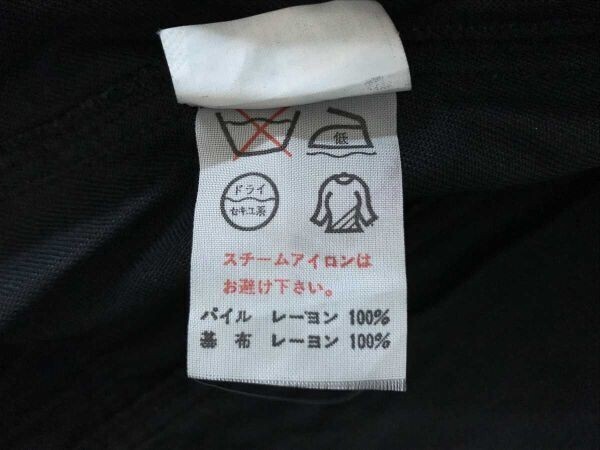 低
ドライ
セキユ系
スチームアイロンは
お避け下さい。
パイル レーヨン 100%
基布 レーヨン 100%